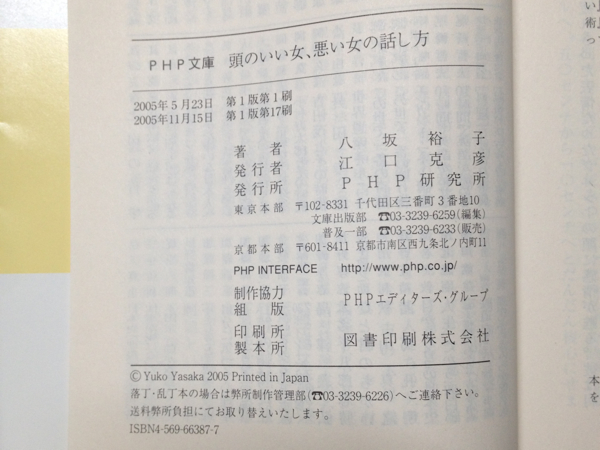 PHP文庫 頭のいい女、悪い女の話し方
2005年5月23日 第1版第1刷
2005年11月15日 第1版第17刷
著者 八坂裕子
発行者 江口克彦
発行所 PHP研究所
東京本部 〒102-8331 千代田区三番町3番地10
文庫出版部 ☎03-3239-6259(編集)
普及一部 ☎03-3239-6233(販売)
京都本部 〒601-8411 京都市南区西九条北ノ内町11
PHP INTERFACE http://www.php.co.jp/
制作協力
組版 PHPエディターズ・グループ
印刷所
製本所 図書印刷株式会社
© Yuko Yasaka 2005 Printed in Japan
落丁・乱丁本の場合は弊所制作管理部(☎03-3239-6226)へご連絡下さい。
送料弊所負担にてお取り替えいたします。
ISBN4-569-66387-7